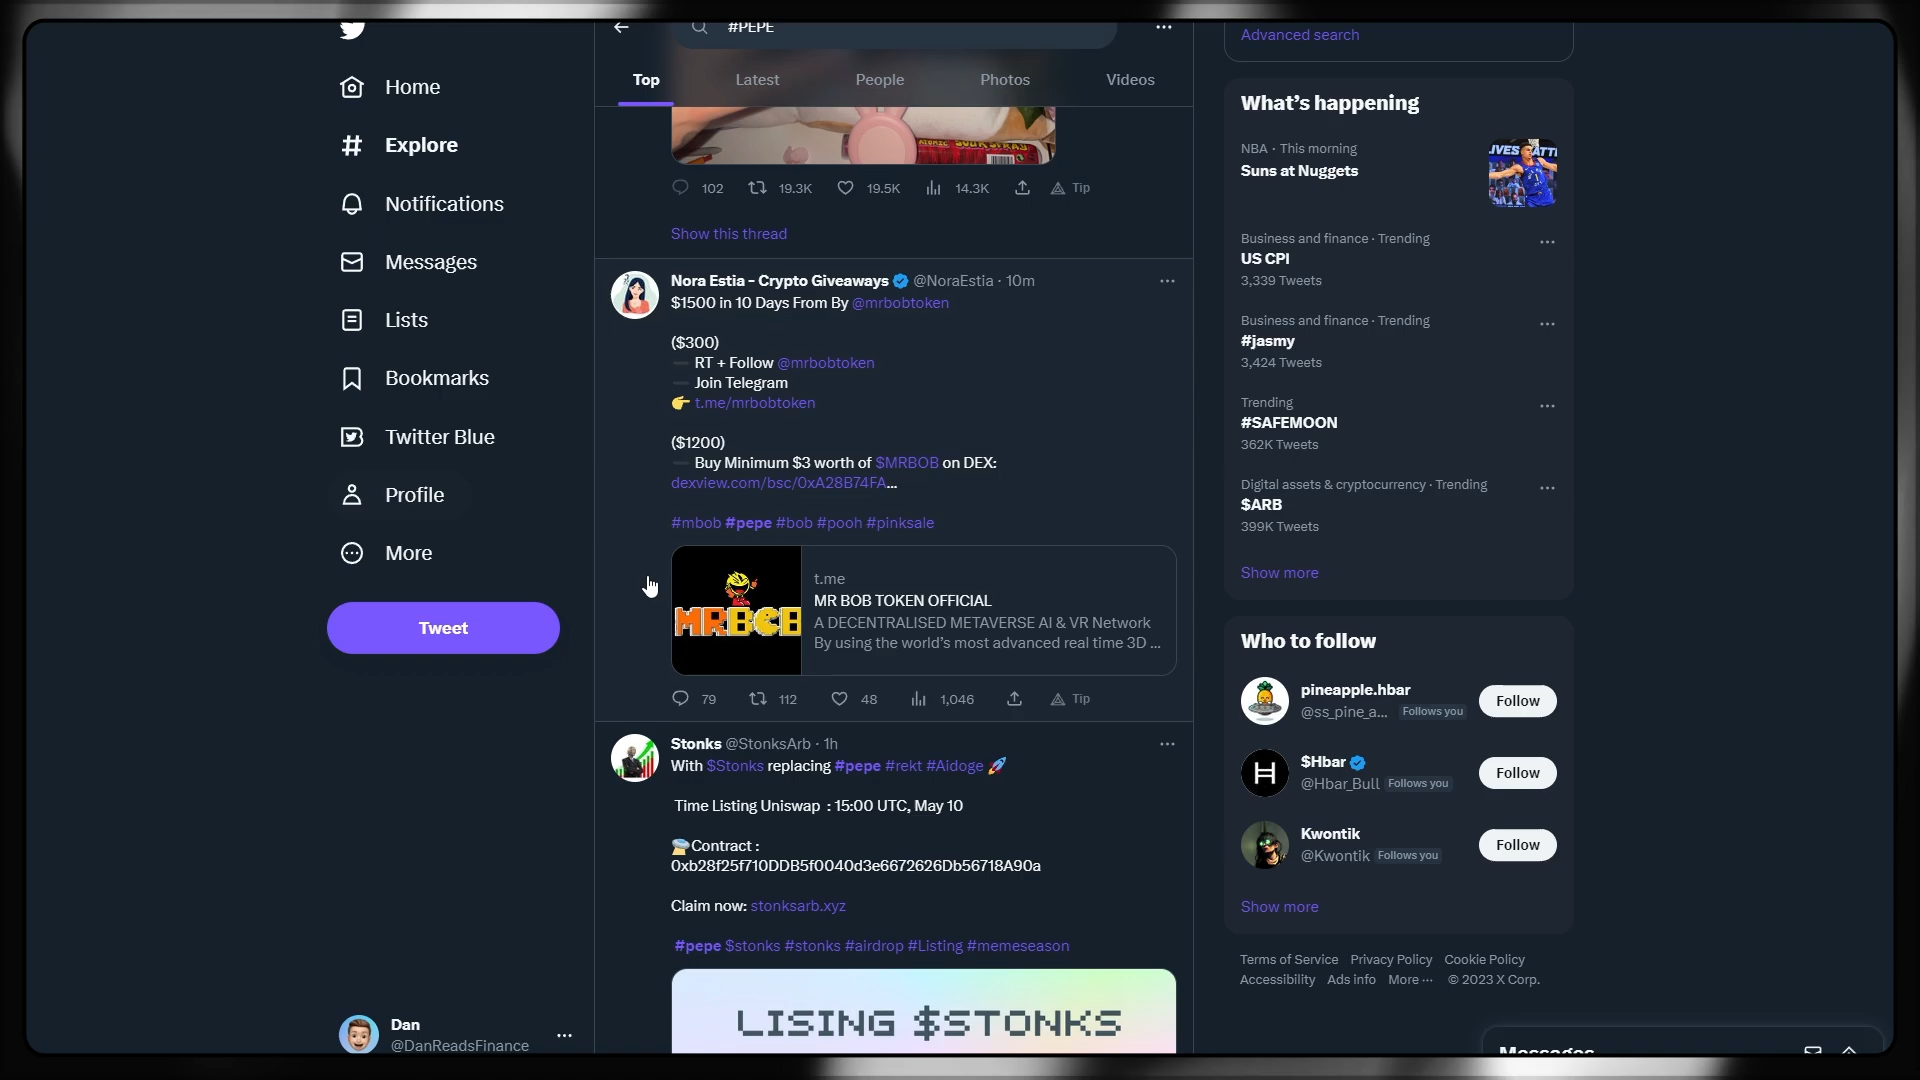 #PEPE
Top
Latest
People
Photos
Videos
Home
Explore
Notifications
Messages
Lists
Bookmarks
Twitter Blue
Profile
More
Tweet
Dan
@DanReadsFinance
102 19.3K 19.5K 14.3K Tip
Show this thread
Nora Estia - Crypto Giveaways @NoraEstia · 10m
$1500 in 10 Days From By @mrbobtoken
($300)
➖ RT + Follow @mrbobtoken
➖ Join Telegram
👉 t.me/mrbobtoken
($1200)
➖ Buy Minimum $3 worth of $MRBOB on DEX:
dexview.com/bsc/0xA28B74FA…
#mbob #pepe #bob #pooh #pinksale
MRBOB
t.me
MR BOB TOKEN OFFICIAL
A DECENTRALISED METAVERSE AI & VR Network
By using the world's most advanced real time 3D ...
79 112 48 1,046 Tip
Stonks @StonksArb · 1h
With $Stonks replacing #pepe #rekt #Aidoge 🚀
Time Listing Uniswap : 15:00 UTC, May 10
Contract :
0xb28f25f710DDB5f0040d3e6672626Db56718A90a
Claim now: stonksarb.xyz
#pepe $stonks #stonks #airdrop #Listing #memeseason
LISING $STONKS
Advanced search
What's happening
NBA · This morning
Suns at Nuggets
Business and finance · Trending
US CPI
3,339 Tweets
Business and finance · Trending
#jasmy
3,424 Tweets
Trending
#SAFEMOON
362K Tweets
Digital assets & cryptocurrency · Trending
$ARB
399K Tweets
Show more
Who to follow
pineapple.hbar
@ss_pine_a... Follows you
Follow
$Hbar
@Hbar_Bull Follows you
Follow
Kwontik
@Kwontik Follows you
Follow
Show more
Terms of Service Privacy Policy Cookie Policy
Accessibility Ads info More ··· © 2023 X Corp.
Messages